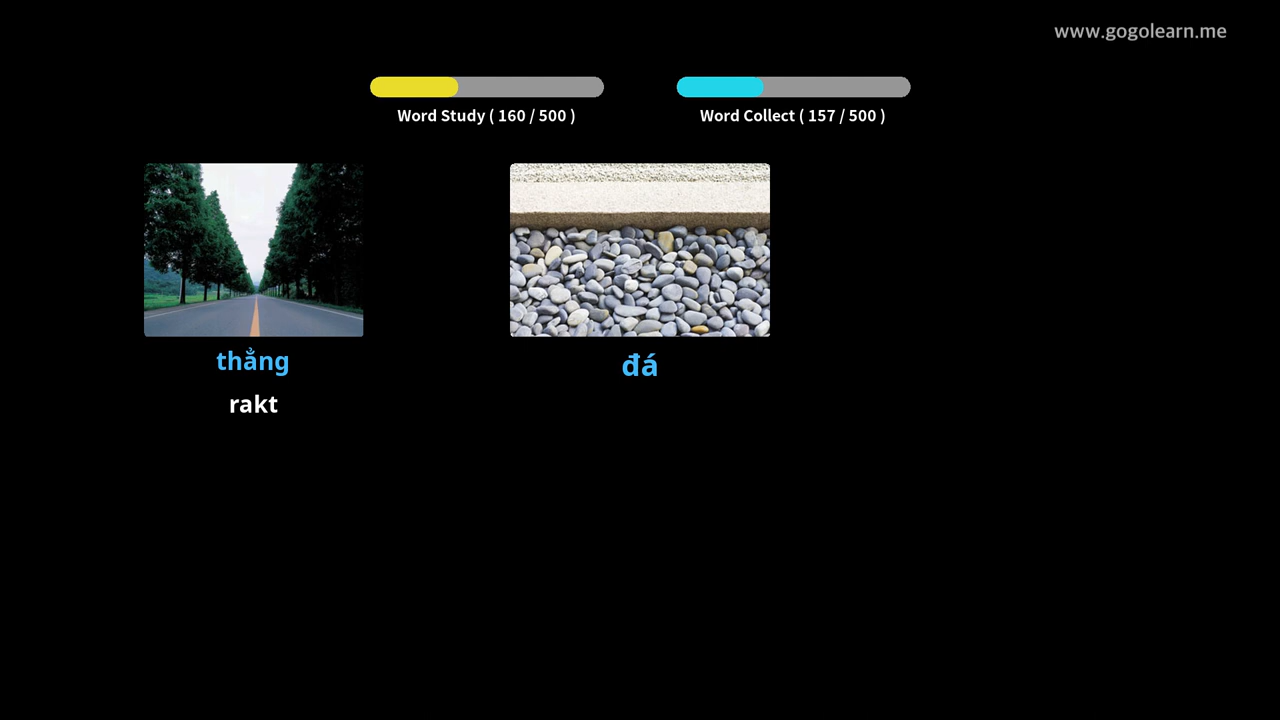 www.gogolearn.me
Word Study ( 160 / 500 )
Word Collect ( 157 / 500 )
thẳng
rakt
đá